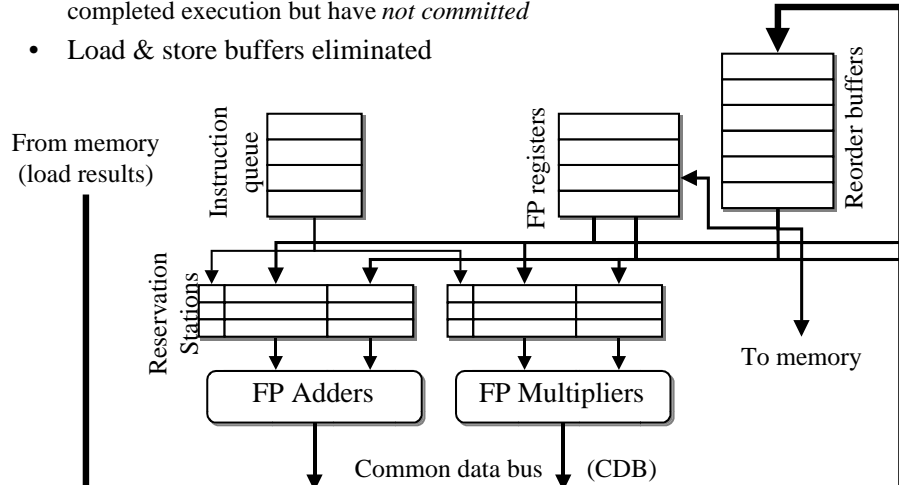 completed execution but have not committed
• Load & store buffers eliminated
From memory
(load results)
Instruction
queue
FP registers
Reorder buffers
Reservation
Stations
To memory
FP Adders
FP Multipliers
Common data bus (CDB)